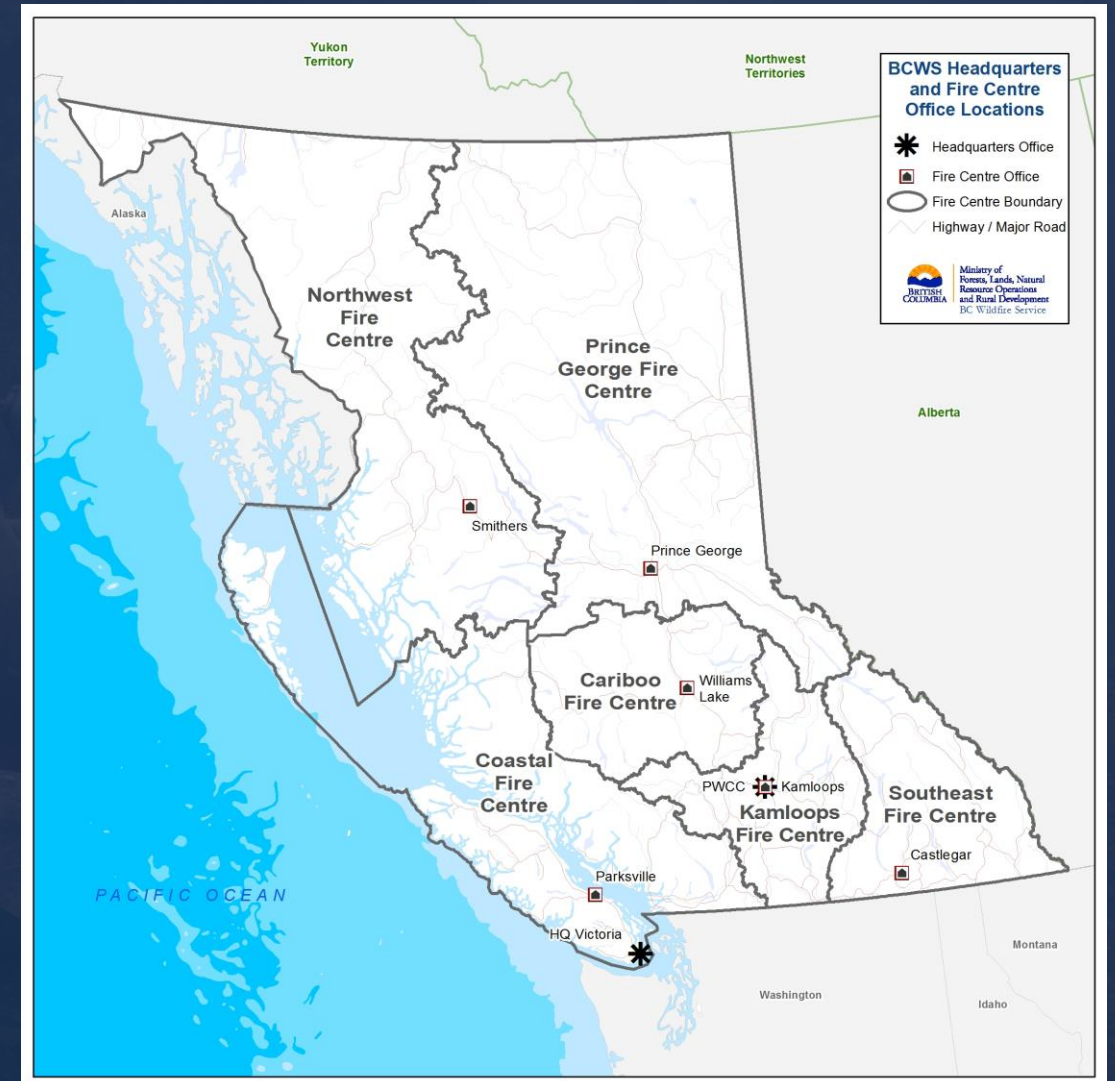 Yukon
Territory
Northwest
Territories
BCWS Headquarters
and Fire Centre
Office Locations
Headquarters Office
Fire Centre Office
Fire Centre Boundary
Highway / Major Road
BRITISH
COLUMBIA
Ministry of
Forests, Lands, Natural
Resource Operations
and Rural Development
BC Wildfire Service
Alaska
Northwest
Fire
Centre
Prince
George Fire
Centre
Alberta
Smithers
Prince George
Cariboo
Fire Centre
Williams
Lake
Coastal
Fire
Centre
PWCC
Kamloops
Kamloops
Fire Centre
Southeast
Fire Centre
Castlegar
Parksville
PACIFIC OCEAN
HQ Victoria
Montana
Washington
Idaho